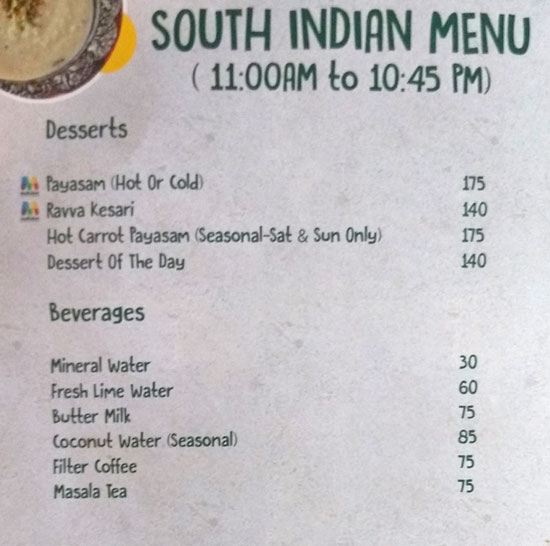 SOUTH INDIAN MENU
( 11:00AM to 10:45 PM)
Desserts
Payasam (Hot Or Cold) 175
Ravva Kesari 140
Hot Carrot Payasam (Seasonal-Sat & Sun Only) 175
Dessert Of The Day 140
Beverages
Mineral Water 30
Fresh Lime Water 60
Butter Milk 75
Coconut Water (Seasonal) 85
Filter Coffee 75
Masala Tea 75